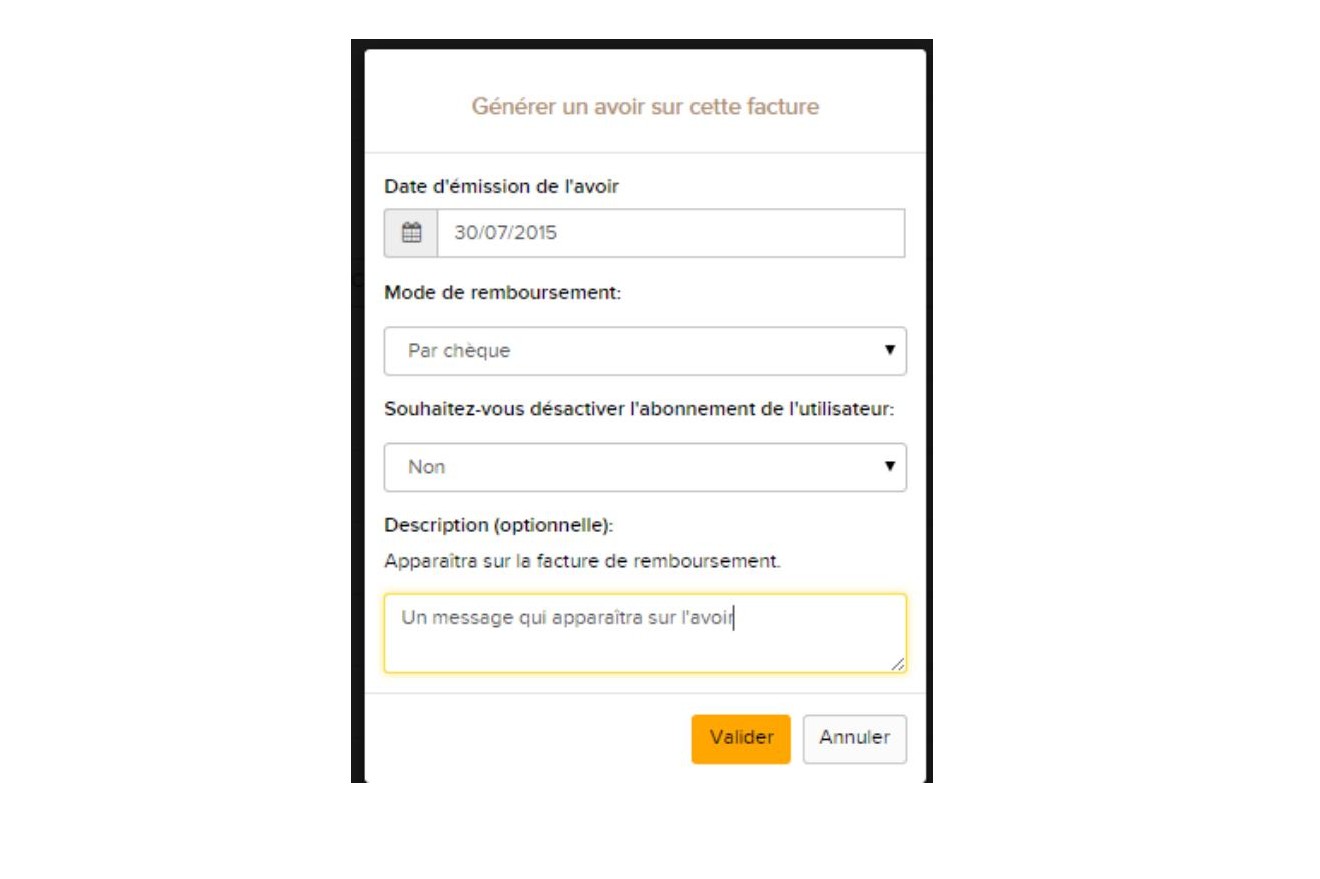 Générer un avoir sur cette facture
Date d'émission de l'avoir
30/07/2015
Mode de remboursement:
Par chèque
Souhaitez-vous désactiver l'abonnement de l'utilisateur:
Non
Description (optionnelle):
Apparaîtra sur la facture de remboursement.
Un message qui apparaîtra sur l'avoir
Valider Annuler